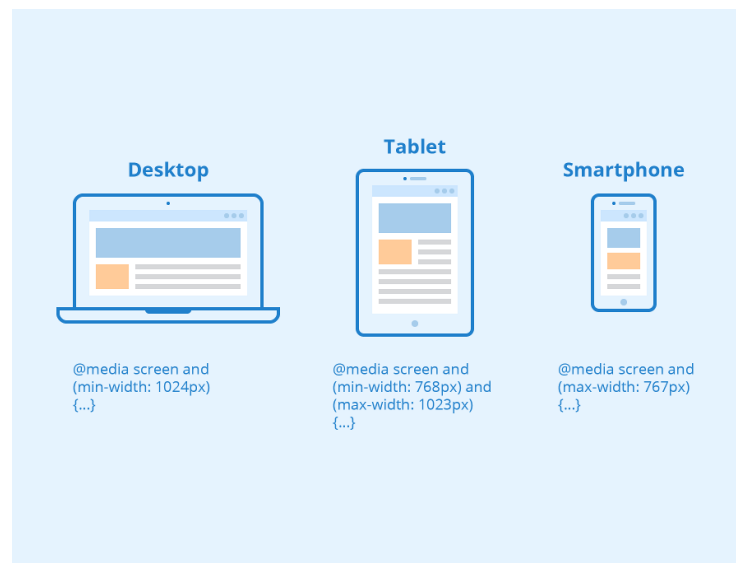 Desktop
@media screen and
(min-width: 1024px)
{...}
Tablet
@media screen and
(min-width: 768px) and
(max-width: 1023px)
{...}
Smartphone
@media screen and
(max-width: 767px)
{...}